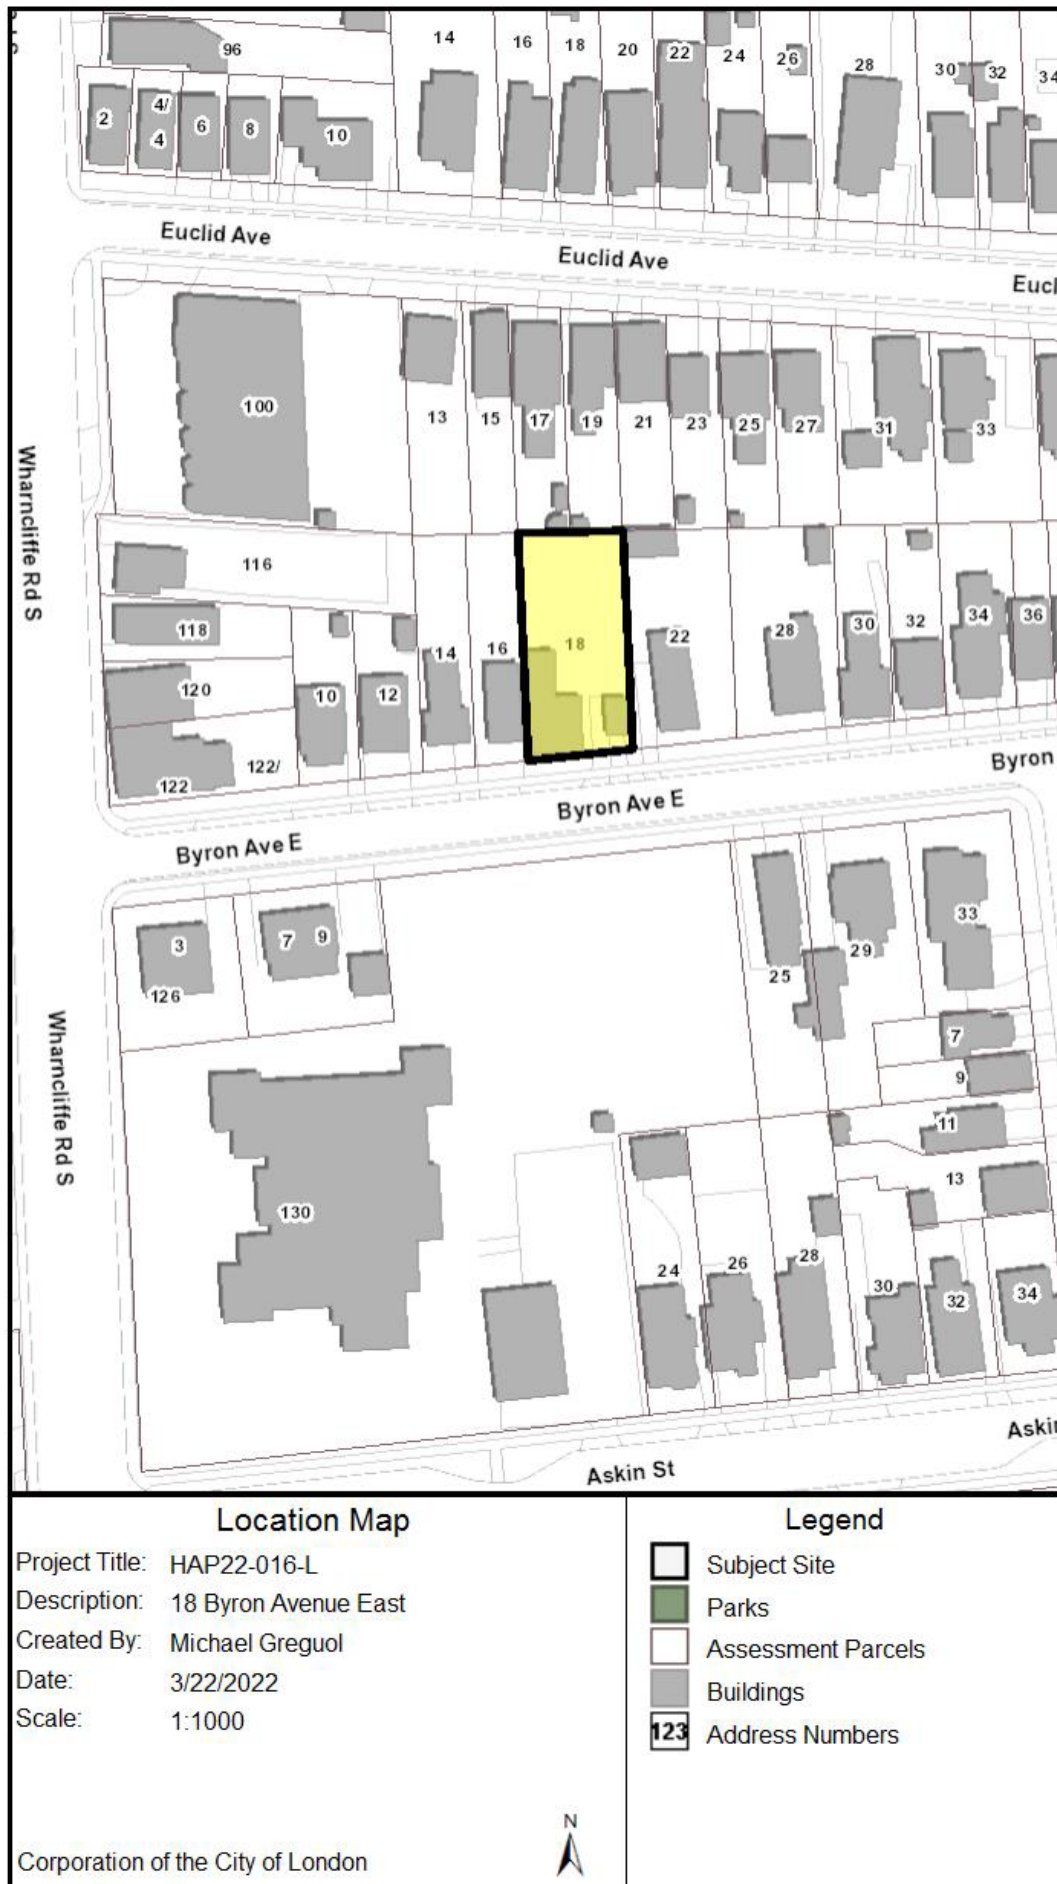 14 16 18 20 22 24 26 28 30 32 34
96
2 4/ 6 8 10
4
Euclid Ave
Euclid Ave
Eucl
100
13 15 17 19 21 23 25 27 31 33
Wharncliffe Rd S
116
118
120
122 122/
10 12 14 16 18 22 28 30 32 34 36
Byron
Byron Ave E
Byron Ave E
3 7 9
126
25 29 33
7
9
11
13
Wharncliffe Rd S
130
24 26 28 30 32 34
Askin
Askin St
Location Map
Project Title: HAP22-016-L
Description: 18 Byron Avenue East
Created By: Michael Greguol
Date: 3/22/2022
Scale: 1:1000
Corporation of the City of London
N
Legend
Subject Site
Parks
Assessment Parcels
Buildings
123 Address Numbers